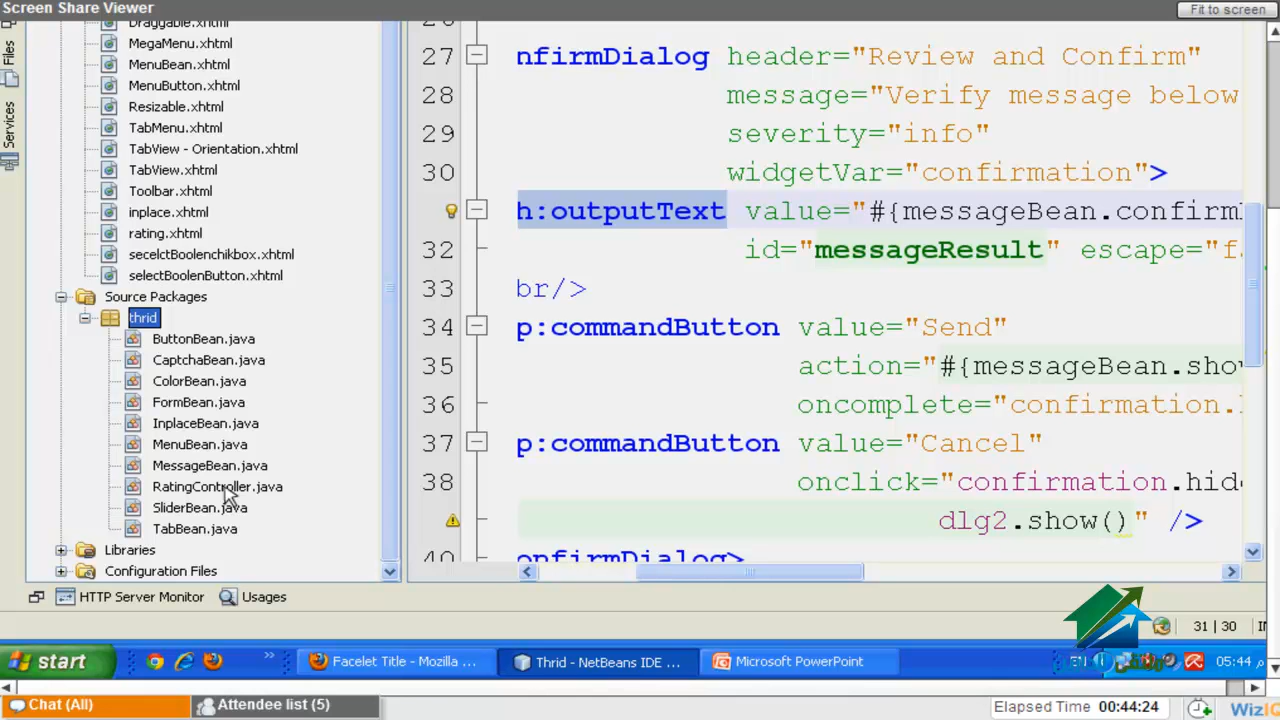 Screen Share Viewer
Fit to screen
Files
Services
Draggable.xhtml
MegaMenu.xhtml
MenuBean.xhtml
MenuButton.xhtml
Resizable.xhtml
TabMenu.xhtml
TabView - Orientation.xhtml
TabView.xhtml
Toolbar.xhtml
inplace.xhtml
rating.xhtml
secelctBoolenchikbox.xhtml
selectBoolenButton.xhtml
Source Packages
thrid
ButtonBean.java
CaptchaBean.java
ColorBean.java
FormBean.java
InplaceBean.java
MenuBean.java
MessageBean.java
RatingController.java
SliderBean.java
TabBean.java
Libraries
Configuration Files
27 nfirmDialog header="Review and Confirm"
28 message="Verify message below
29 severity="info"
30 widgetVar="confirmation">
h:outputText value="#{messageBean.confirm
32 id="messageResult" escape="f
33 br/>
34 p:commandButton value="Send"
35 action="#{messageBean.sho
36 oncomplete="confirmation.
37 p:commandButton value="Cancel"
38 onclick="confirmation.hid
dlg2.show()" />
40 onfirmDialog>
HTTP Server Monitor Usages
31 | 30
start
Facelet Title - Mozilla ...
Thrid - NetBeans IDE ...
Microsoft PowerPoint
EN
05:44 م
Chat (All)
Attendee list (5)
Elapsed Time 00:44:24
WizIQ